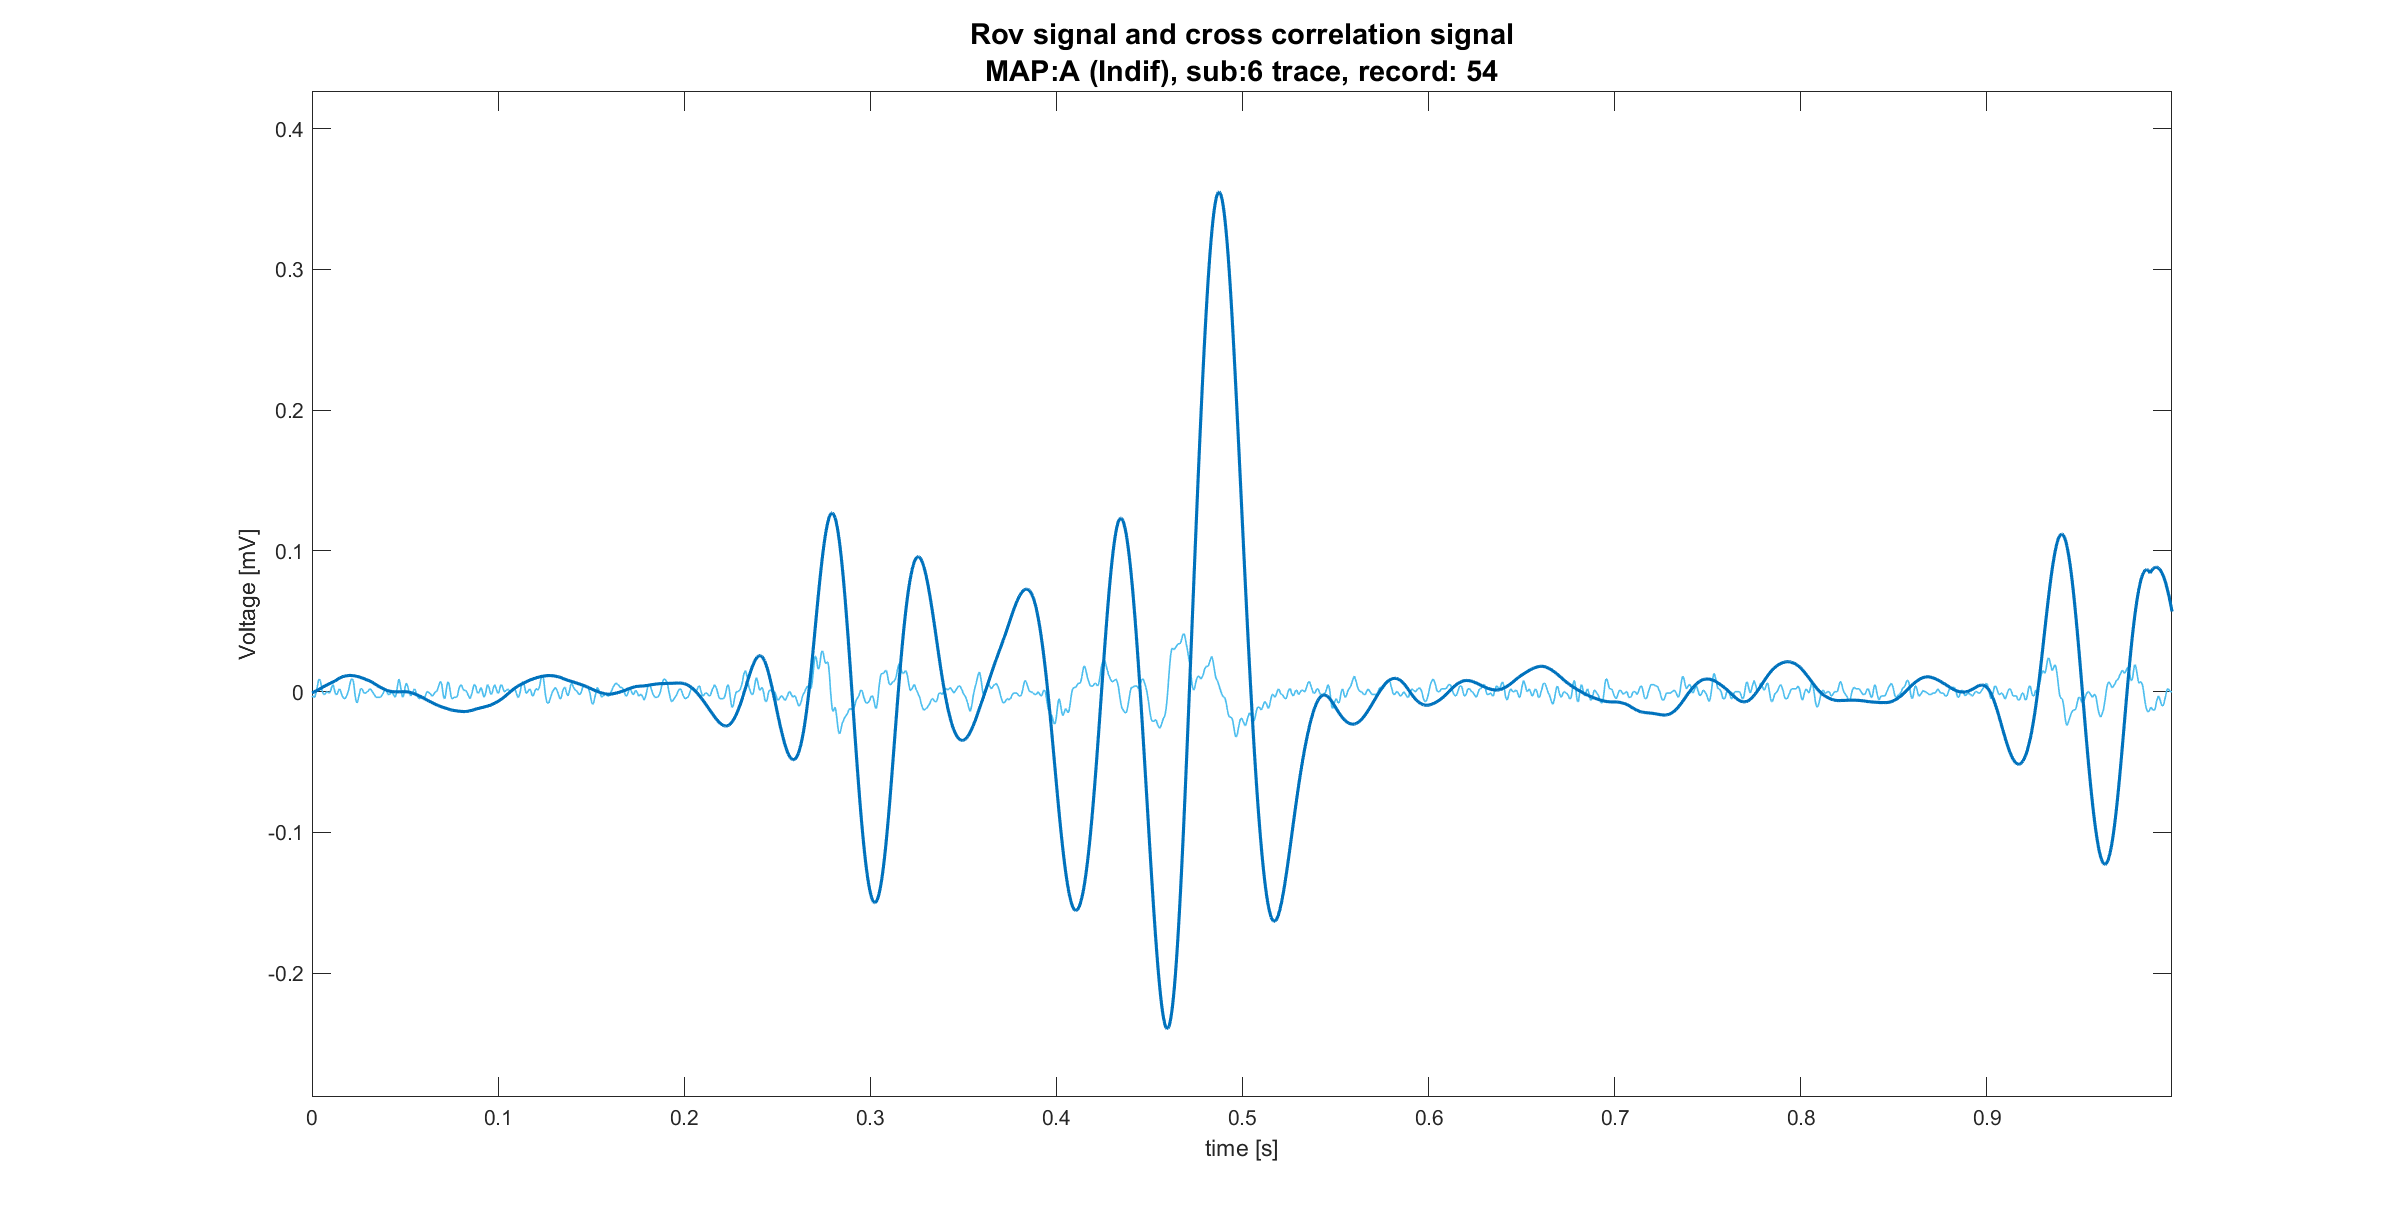 Rov signal and cross correlation signal
MAP:A (Indif), sub:6 trace, record: 54
0.4
0.3
0.2
0.1
0
-0.1
-0.2
Voltage [mV]
0 0.1 0.2 0.3 0.4 0.5 0.6 0.7 0.8 0.9
time [s]